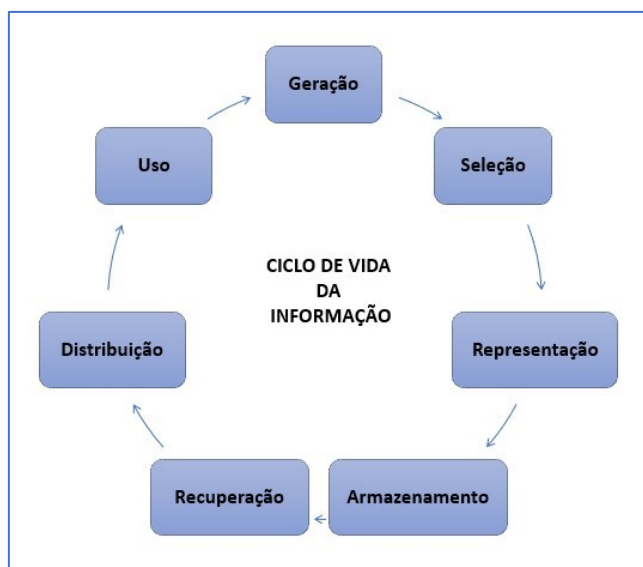 Geração
Seleção
Representação
Armazenamento
Recuperação
Distribuição
Uso
CICLO DE VIDA
DA
INFORMAÇÃO